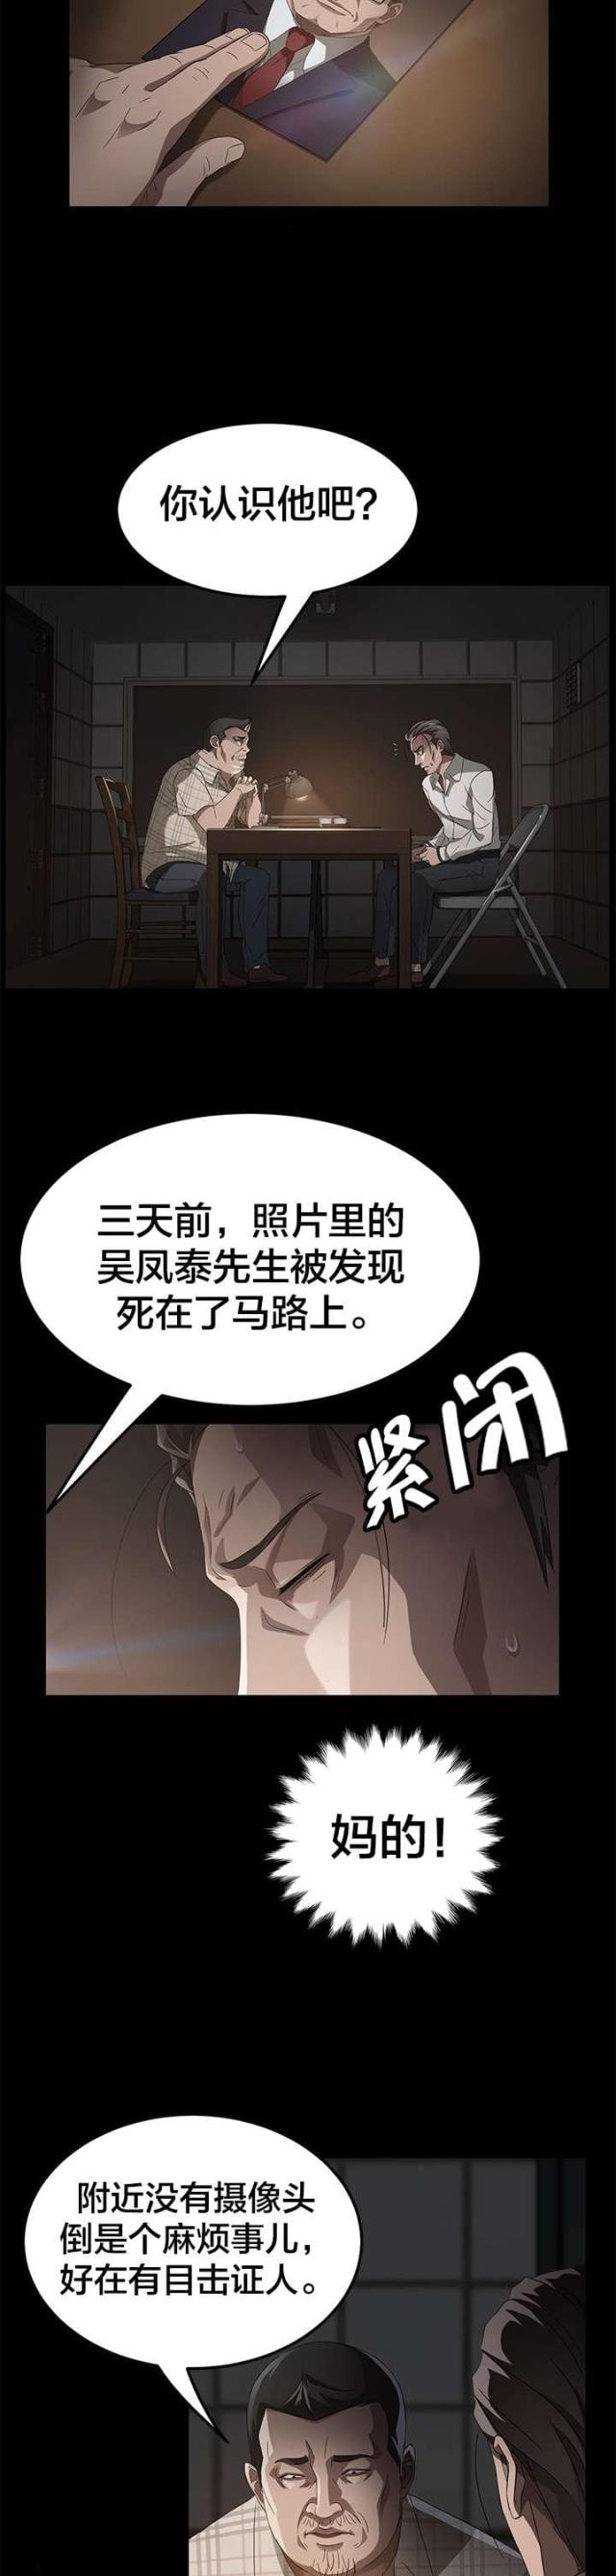 你认识他吧？
三天前，照片里的
吴凤泰先生被发现
死在了马路上。
紧闭
妈的！
附近没有摄像头
倒是个麻烦事儿，
好在有目击证人。